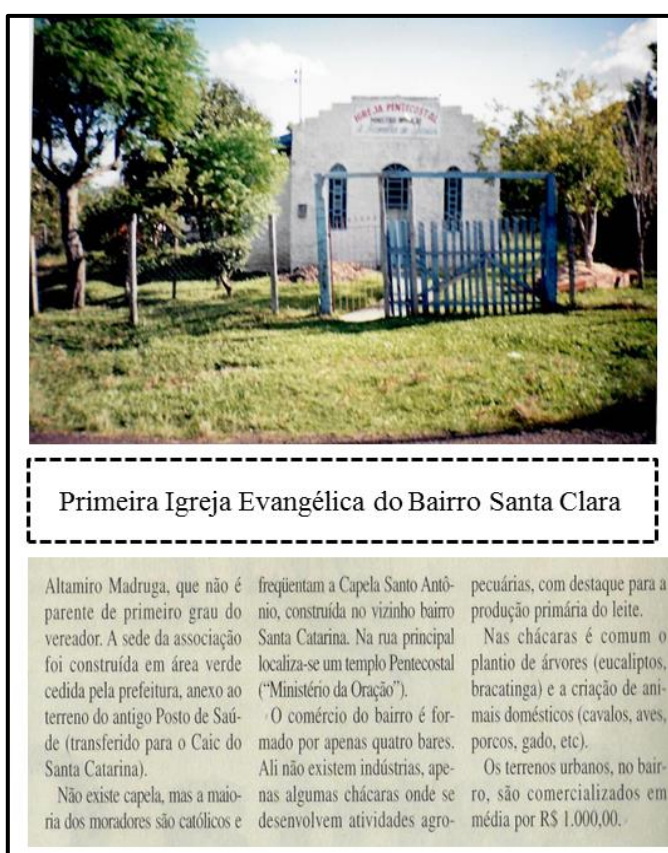 IGREJA PENTECOSTAL
Primeira Igreja Evangélica do Bairro Santa Clara
Altamiro Madruga, que não é
parente de primeiro grau do
vereador. A sede da associação
foi construída em área verde
cedida pela prefeitura, anexo ao
terreno do antigo Posto de Saú-
de (transferido para o Caic do
Santa Catarina).
Não existe capela, mas a maio-
ria dos moradores são católicos e
freqüentam a Capela Santo Antô-
nio, construída no vizinho bairro
Santa Catarina. Na rua principal
localiza-se um templo Pentecostal
(“Ministério da Oração”).
O comércio do bairro é for-
mado por apenas quatro bares.
Ali não existem indústrias, ape-
nas algumas chácaras onde se
desenvolvem atividades agro-
pecuárias, com destaque para a
produção primária do leite.
Nas chácaras é comum o
plantio de árvores (eucaliptos,
bracatinga) e a criação de ani-
mais domésticos (cavalos, aves,
porcos, gado, etc).
Os terrenos urbanos, no bair-
ro, são comercializados em
média por R$ 1.000,00.